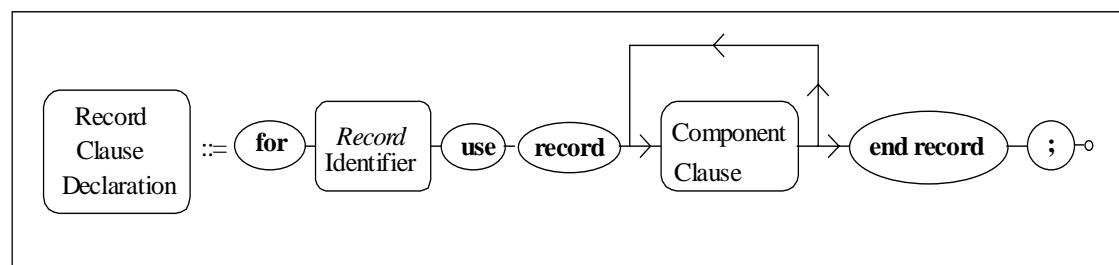 Record
Clause
Declaration
::=
for
Record
Identifier
use
record
Component
Clause
end record
;